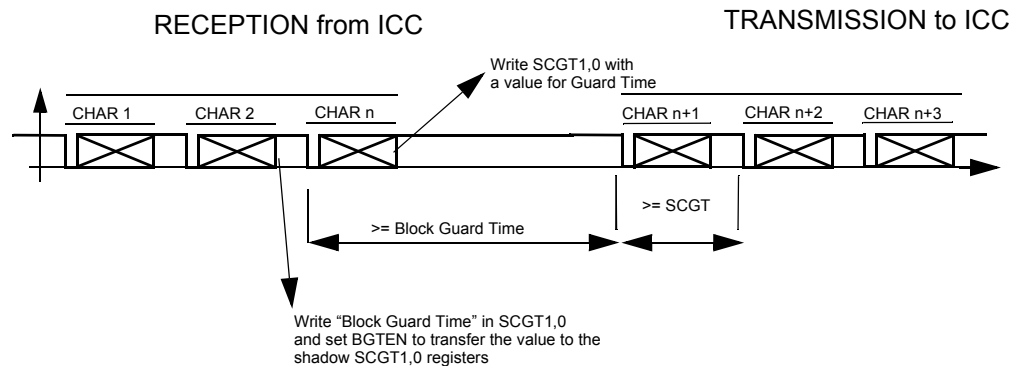 RECEPTION from ICC
TRANSMISSION to ICC
Write SCGT1,0 with
a value for Guard Time
CHAR 1
CHAR 2
CHAR n
CHAR n+1
CHAR n+2
CHAR n+3
>= SCGT
>= Block Guard Time
Write “Block Guard Time” in SCGT1,0
and set BGTEN to transfer the value to the
shadow SCGT1,0 registers